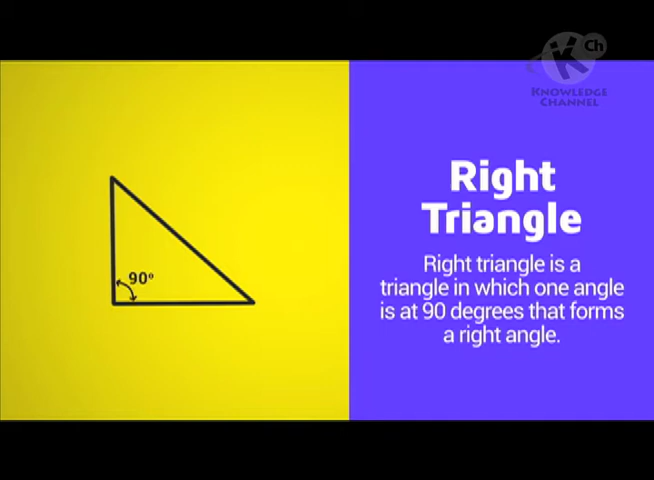 Ch
K
KNOWLEDGE
CHANNEL
Right
Triangle
90°
Right triangle is a
triangle in which one angle
is at 90 degrees that forms
a right angle.